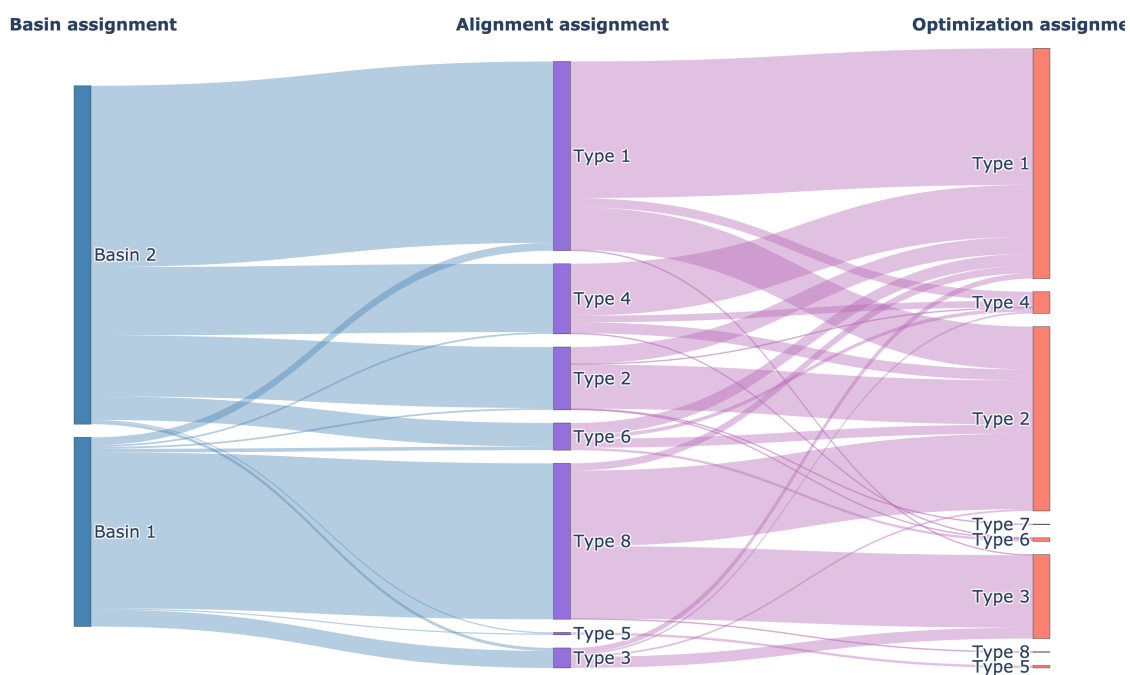 Basin assignment
Alignment assignment
Optimization assignme
Basin 2
Basin 1
Type 1
Type 4
Type 2
Type 6
Type 8
Type 5
Type 3
Type 1
Type 4
Type 2
Type 7
Type 6
Type 3
Type 8
Type 5